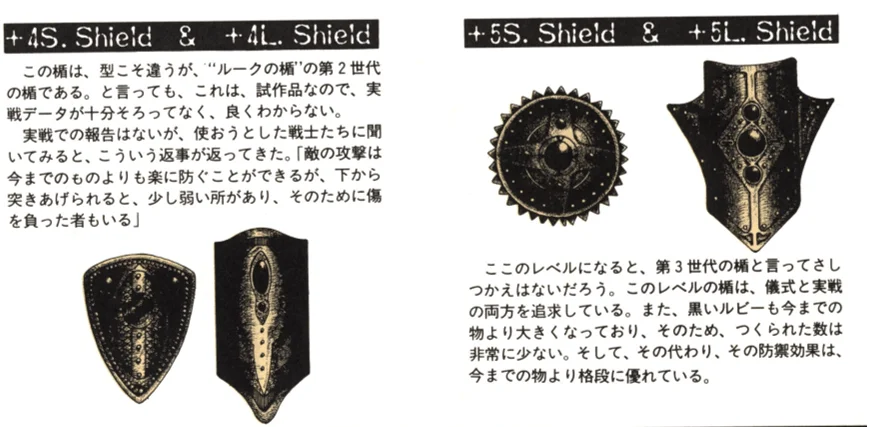 +4S. Shield & +4L. Shield
この楯は、型こそ違うが、“ルークの楯”の第２世代
の楯である。と言っても、これは、試作品なので、実
戦データが十分そろってなく、良くわからない。
実戦での報告はないが、使おうとした戦士たちに聞
いてみると、こういう返事が返ってきた。「敵の攻撃は
今までのものよりも楽に防ぐことができるが、下から
突きあげられると、少し弱い所があり、そのために傷
を負った者もいる」
+5S. Shield & +5L. Shield
ここのレベルになると、第３世代の楯と言ってさし
つかえはないだろう。このレベルの楯は、儀式と実戦
の両方を追求している。また、黒いルビーも今までの
物より大きくなっており、そのため、つくられた数は
非常に少ない。そして、その代わり、その防禦効果は、
今までの物より格段に優れている。